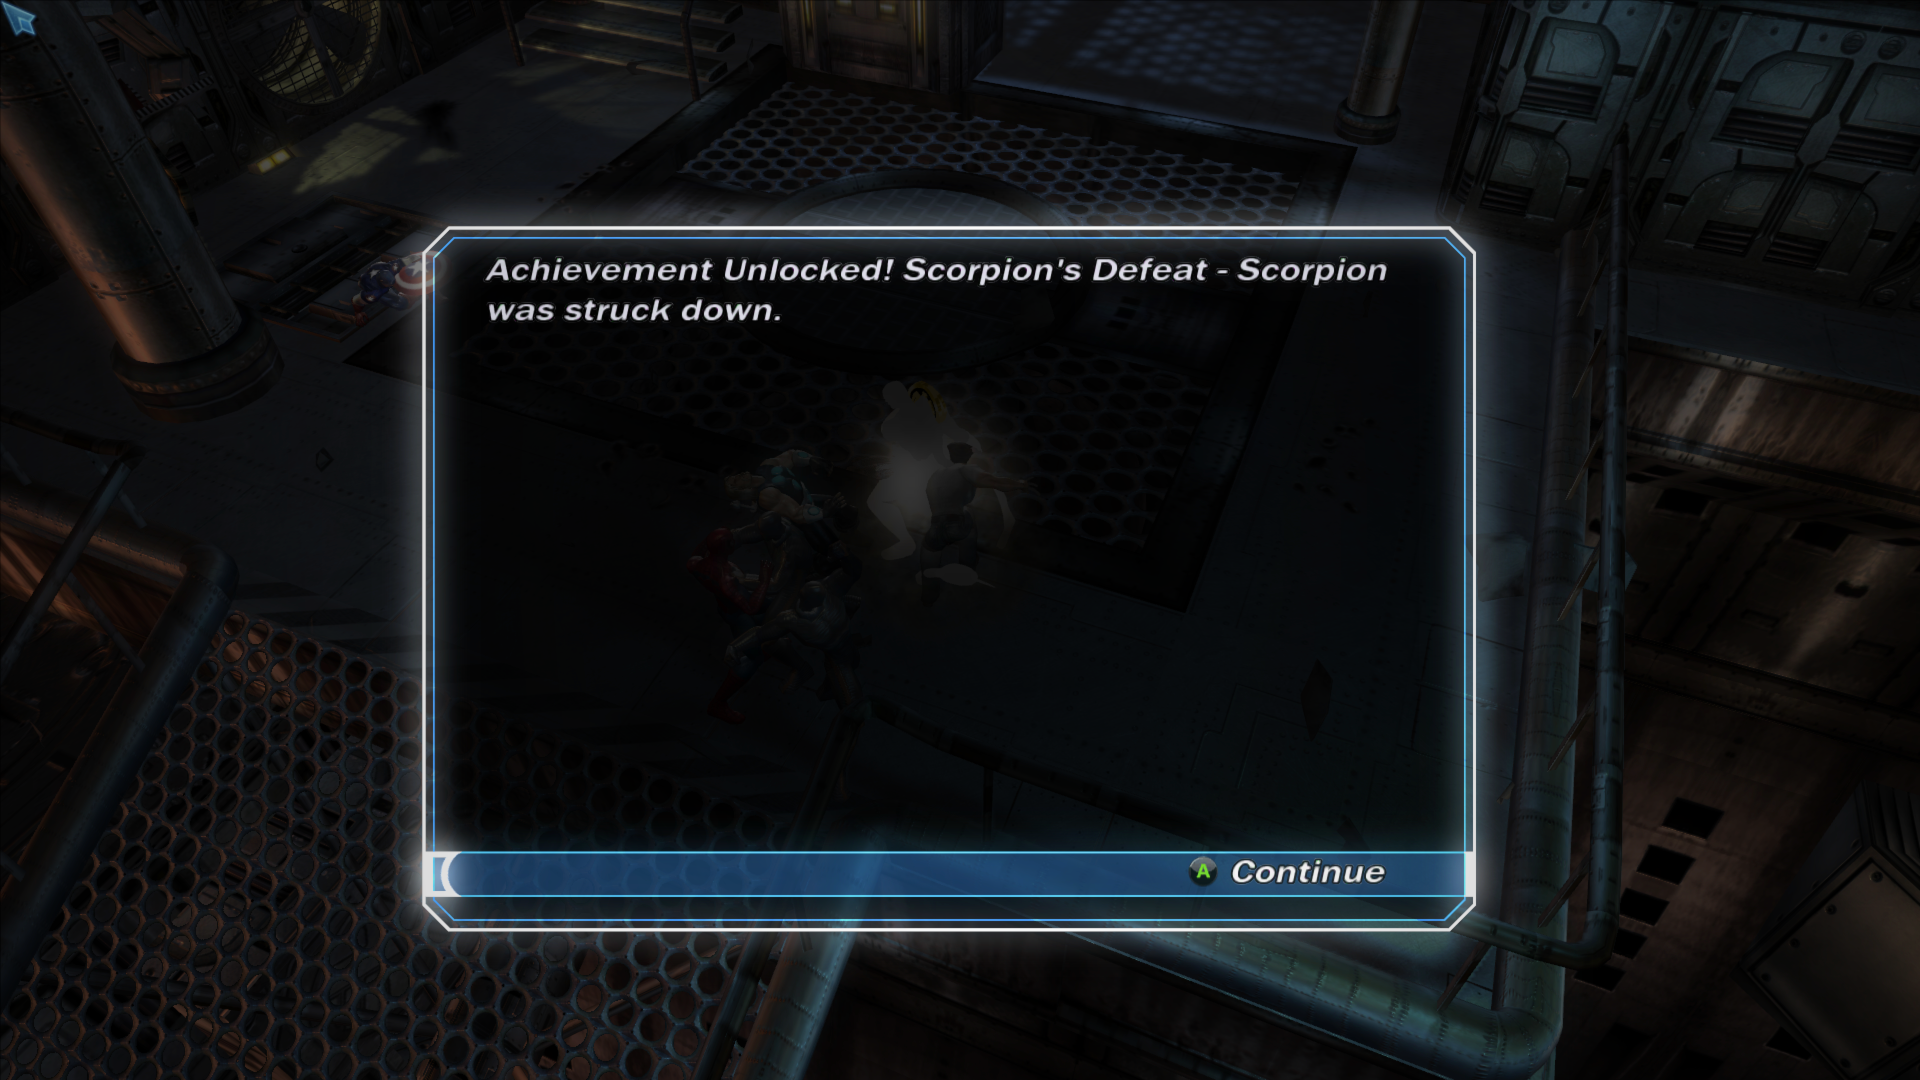 Achievement Unlocked! Scorpion's Defeat - Scorpion
was struck down.
A Continue